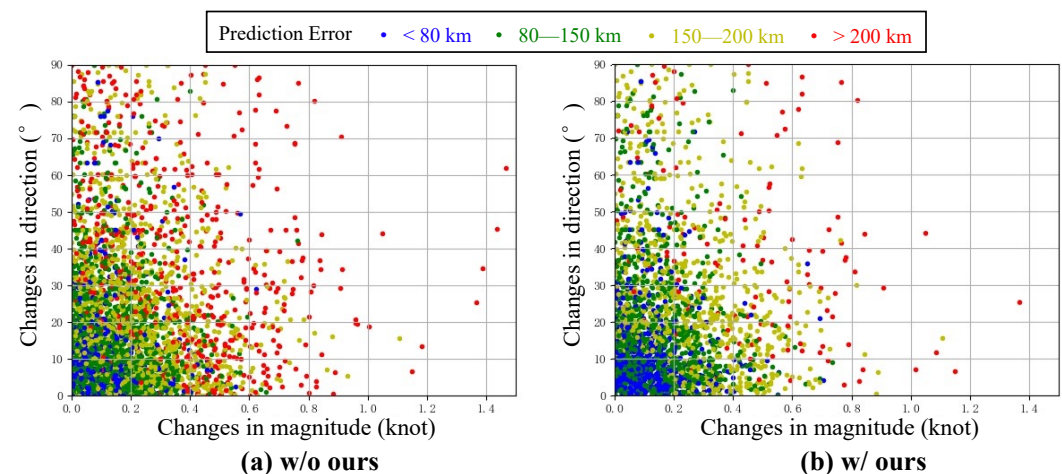 Prediction Error • < 80 km • 80—150 km • 150—200 km • > 200 km
90
80
70
60
50
40
30
20
10
0
0.0 0.2 0.4 0.6 0.8 1.0 1.2 1.4
Changes in direction (°)
Changes in magnitude (knot)
(a) w/o ours
90
80
70
60
50
40
30
20
10
0
0.0 0.2 0.4 0.6 0.8 1.0 1.2 1.4
Changes in direction (°)
Changes in magnitude (knot)
(b) w/ ours